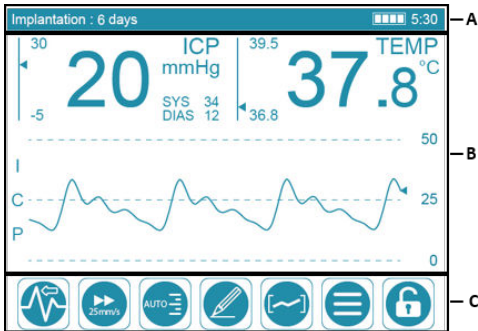 Implantation : 6 days 5:30
A
30 ICP 39.5 TEMP
20 mmHg 37.8 °C
SYS 34
-5 DIAS 12 36.8
50
B
I
C 25
P
0
25mm/s AUTO
C